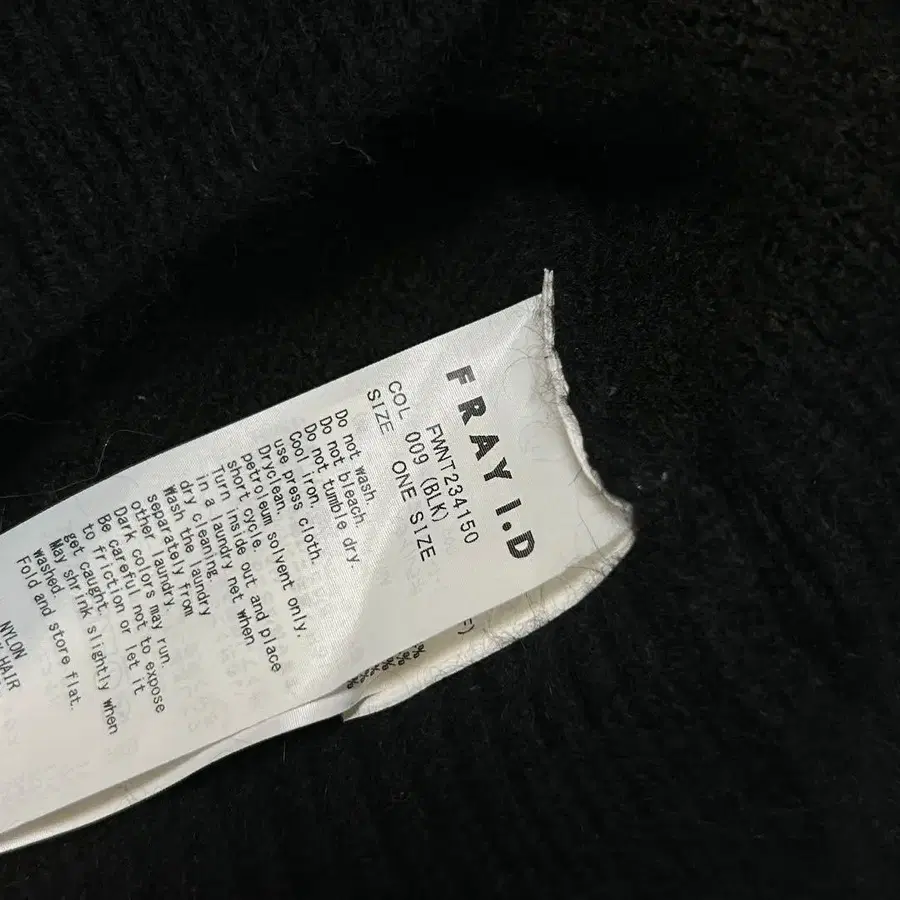 FRAY I.D
FWNT234150
COL 009 (BLK)
SIZE ONE SIZE
Do not wash.
Do not bleach.
Do not tumble dry.
Cool iron,
use press cloth.
Dryclean,
petroleum solvent only,
short cycle.
Turn inside out and place
in a laundry net when
dry cleaning.
Wash the laundry
separately from
other laundry.
Dark colors may run.
Be careful not to expose
to friction or let it
get caught.
May shrink slightly when
washed.
Fold and store flat.
NYLON
HAIR
F)
%
%
%
%